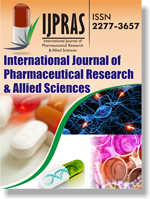 IJPRAS
International Journal of
Pharmaceutical Research
& Allied Sciences
ISSN
2277-3657
International Journal of
Pharmaceutical Research
& Allied Sciences